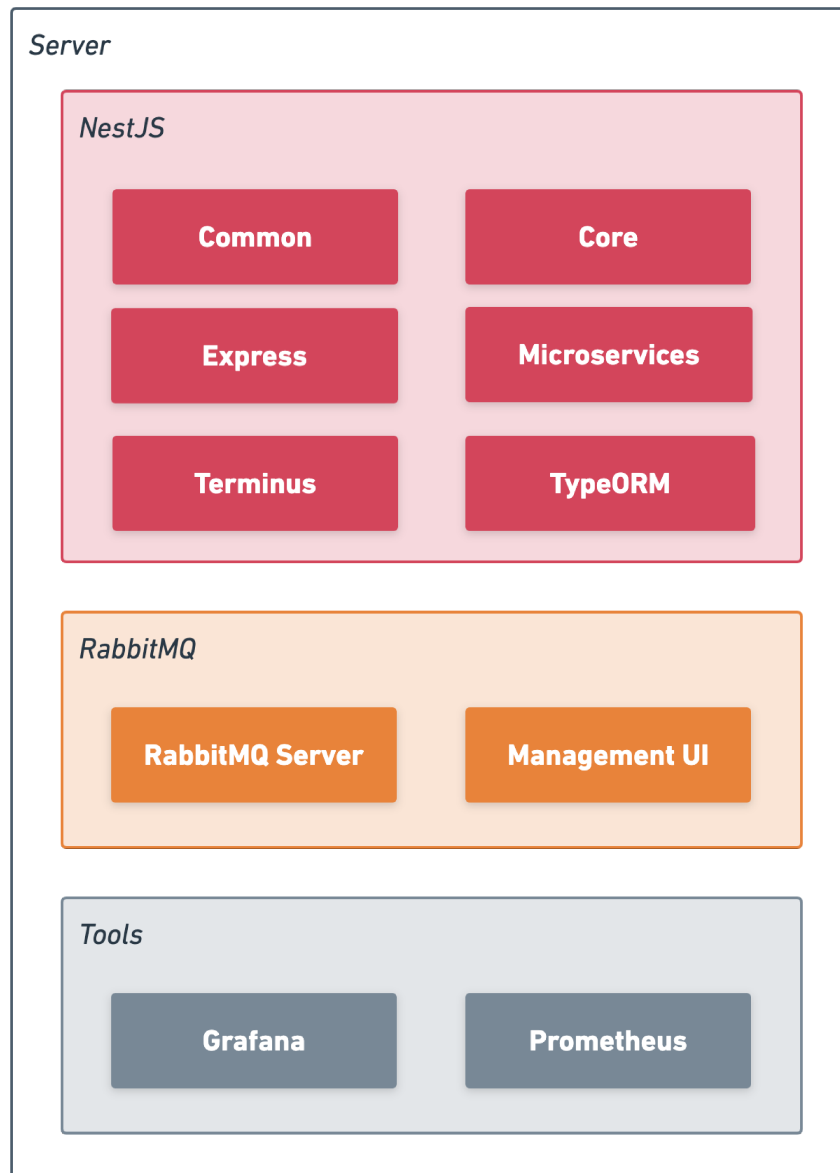 Server
NestJS
Common
Core
Express
Microservices
Terminus
TypeORM
RabbitMQ
RabbitMQ Server
Management UI
Tools
Grafana
Prometheus